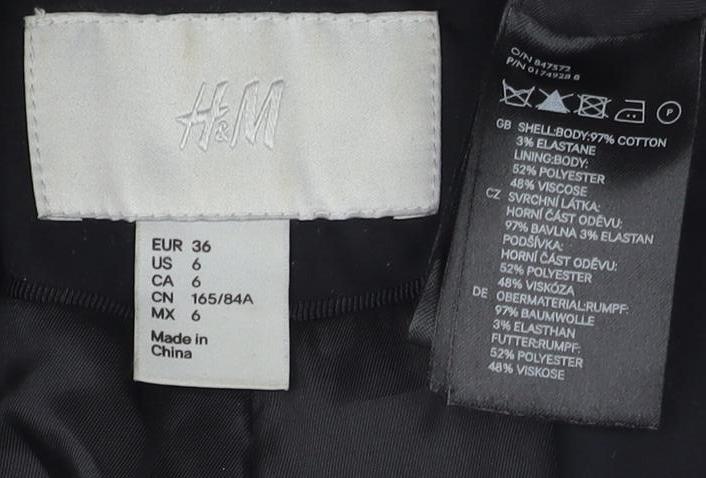 H&M
EUR 36
US 6
CA 6
CN 165/84A
MX 6
Made in
China
O/N 847572
P/N 0174928 8
P
GB SHELL:BODY:97% COTTON
3% ELASTANE
LINING:BODY:
52% POLYESTER
48% VISCOSE
CZ SVRCHNÍ LÁTKA:
HORNÍ ČÁST ODĚVU:
97% BAVLNA 3% ELASTAN
PODŠÍVKA:
HORNÍ ČÁST ODĚVU:
52% POLYESTER
48% VISKÓZA
DE OBERMATERIAL:RUMPF:
97% BAUMWOLLE
3% ELASTHAN
FUTTER:RUMPF:
52% POLYESTER
48% VISKOSE